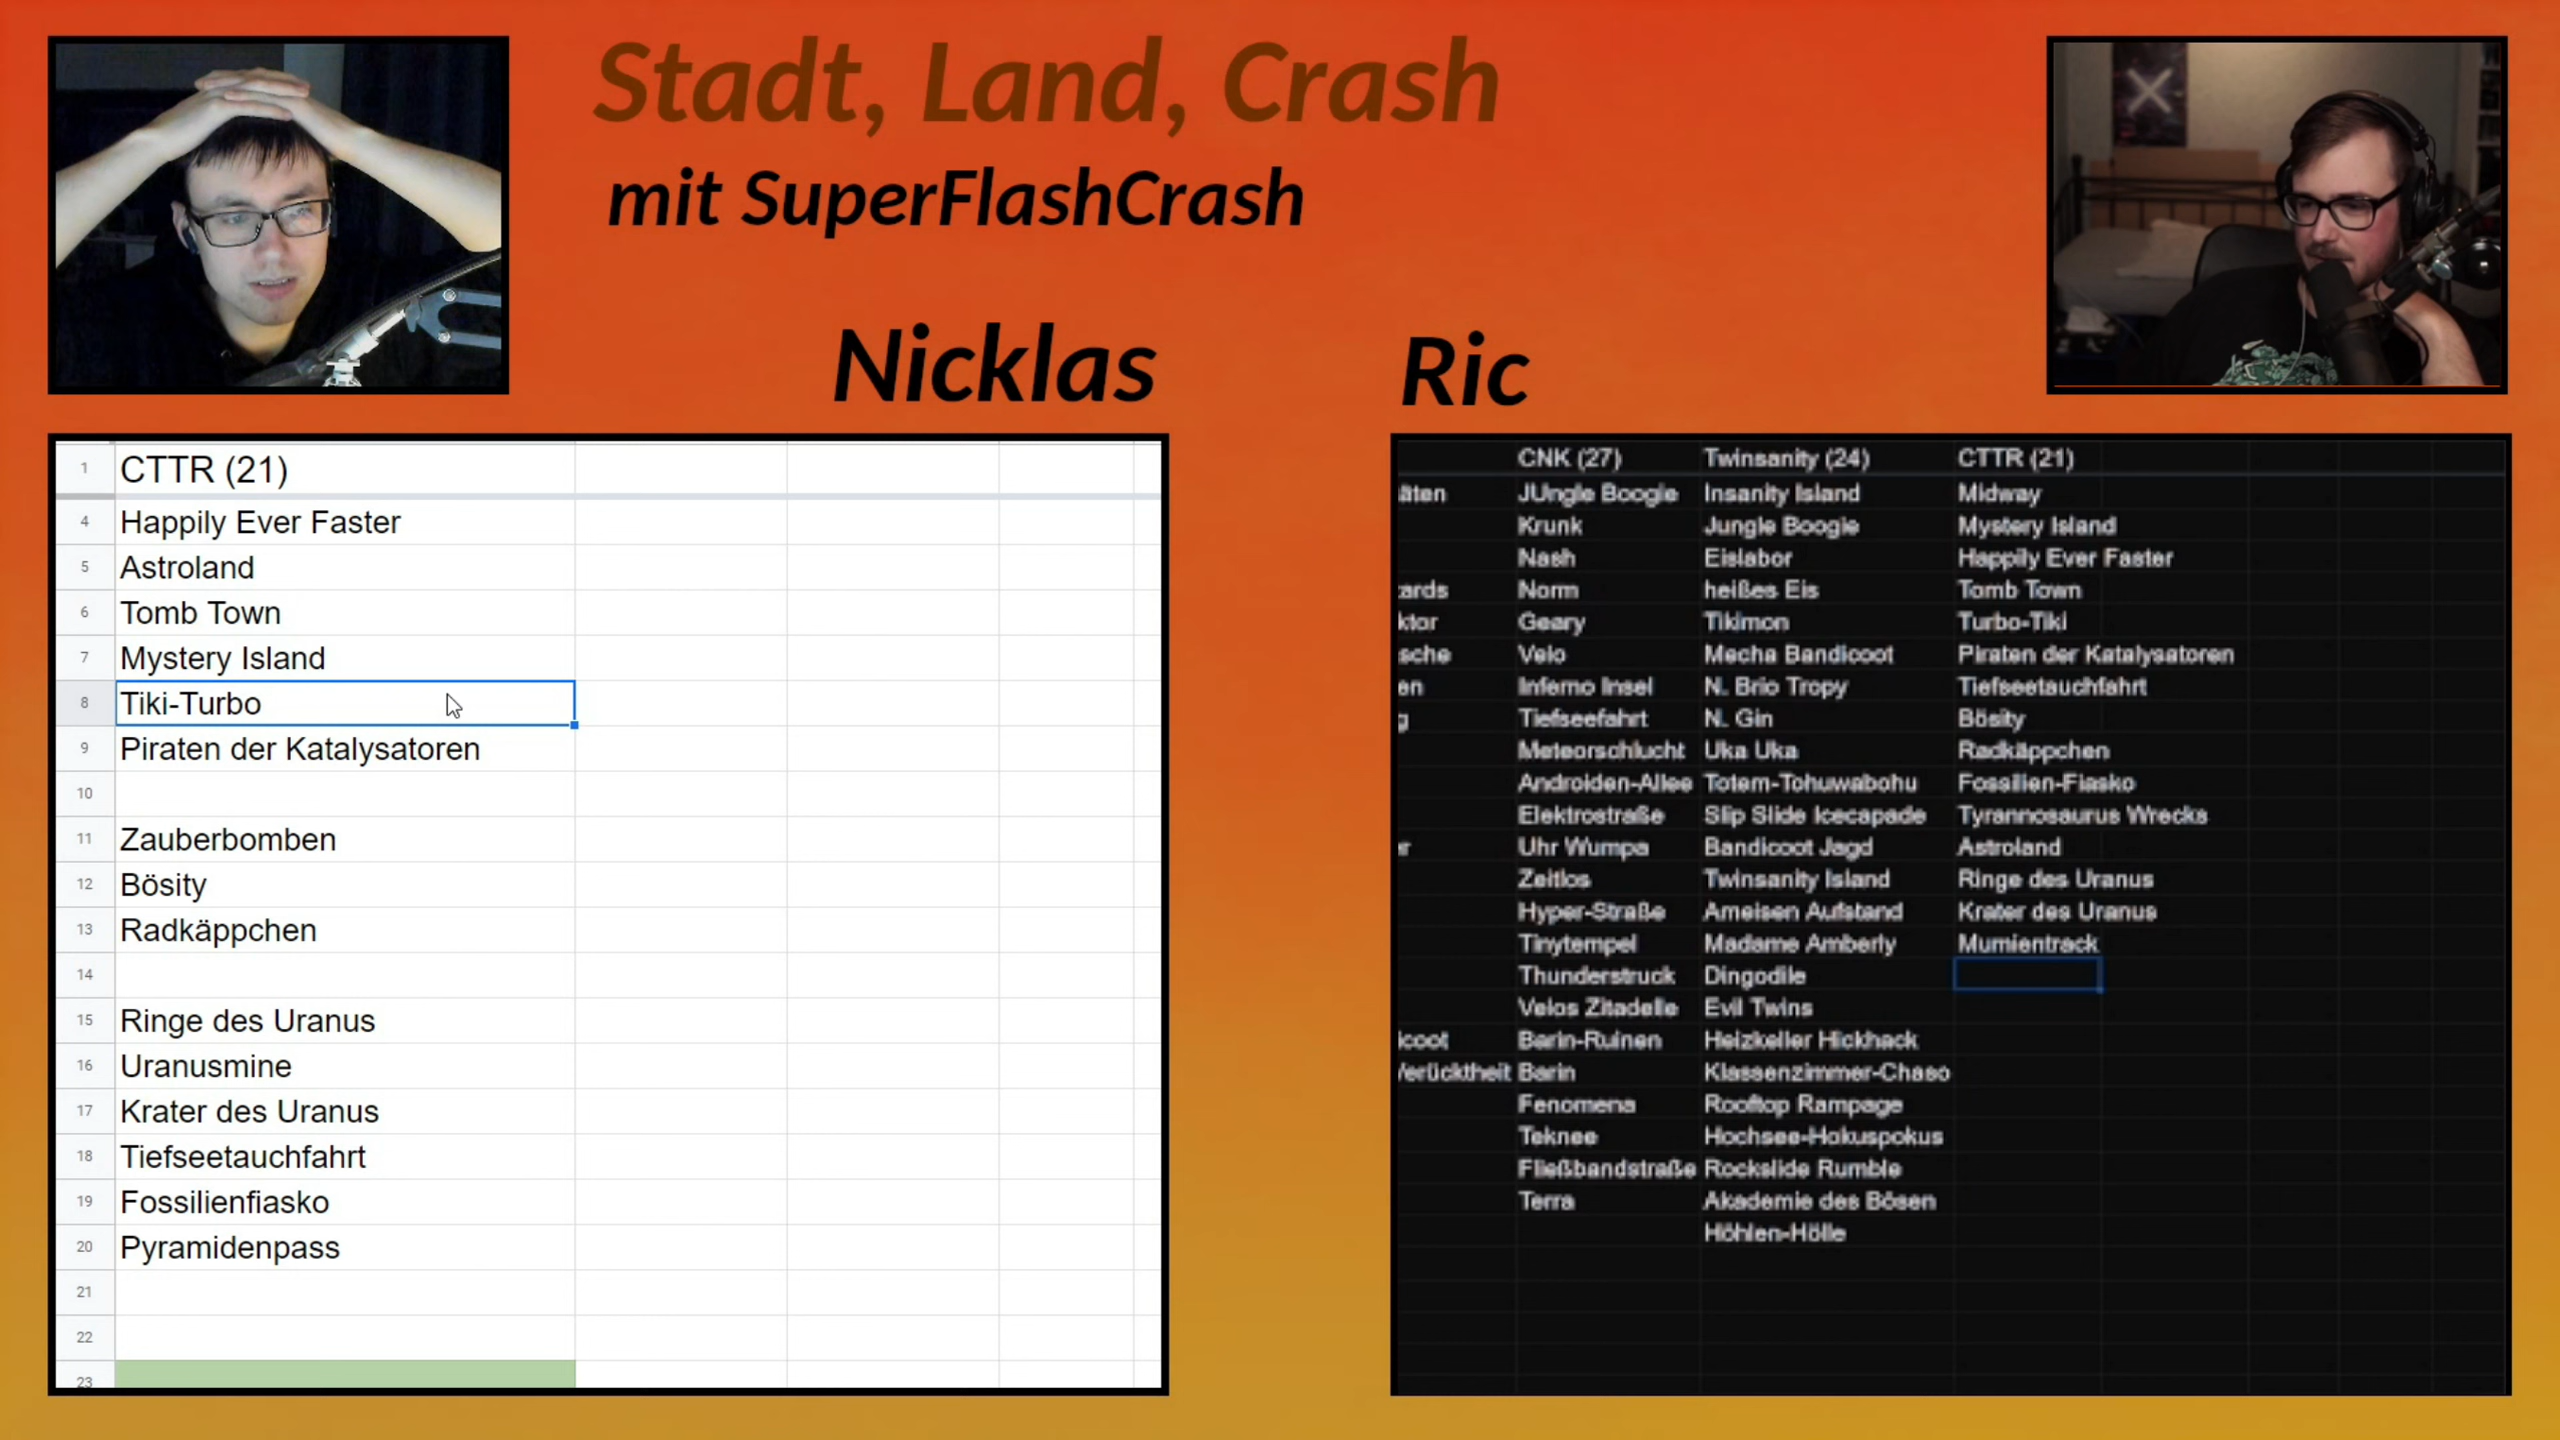 Stadt, Land, Crash
mit SuperFlashCrash
Nicklas
Ric
1 CTTR (21)
4 Happily Ever Faster
5 Astroland
6 Tomb Town
7 Mystery Island
8 Tiki-Turbo
9 Piraten der Katalysatoren
10
11 Zauberbomben
12 Bösity
13 Radkäppchen
14
15 Ringe des Uranus
16 Uranusmine
17 Krater des Uranus
18 Tiefseetauchfahrt
19 Fossilienfiasko
20 Pyramidenpass
21
22
23
CNK (27) Twinsanity (24) CTTR (21)
äten JUngle Boogie Insanity Island Midway
Krunk Jungle Boogie Mystery Island
Nash Eislabor Happily Ever Faster
zards Norm heißes Eis Tomb Town
ktor Geary Tikimon Turbo-Tiki
sche Velo Mecha Bandicoot Piraten der Katalysatoren
en Inferno Insel N. Brio Tropy Tiefseetauchfahrt
g Tiefseefahrt N. Gin Bösity
Meteorschlucht Uka Uka Radkäppchen
Androiden-Allee Totem-Tohuwabohu Fossilien-Fiasko
Elektrostraße Slip Slide Icecapade Tyrannosaurus Wrecks
r Uhr Wumpa Bandicoot Jagd Astroland
Zeitlos Twinsanity Island Ringe des Uranus
Hyper-Straße Ameisen Aufstand Krater des Uranus
Tinytempel Madame Amberly Mumientrack
Thunderstruck Dingodile
Velos Zitadelle Evil Twins
icoot Barin-Ruinen Heizkeller Hickhack
Verücktheit Barin Klassenzimmer-Chaso
Fenomena Rooftop Rampage
Teknee Hochsee-Hokuspokus
Fließbandstraße Rockslide Rumble
Terra Akademie des Bösen
Höhlen-Hölle